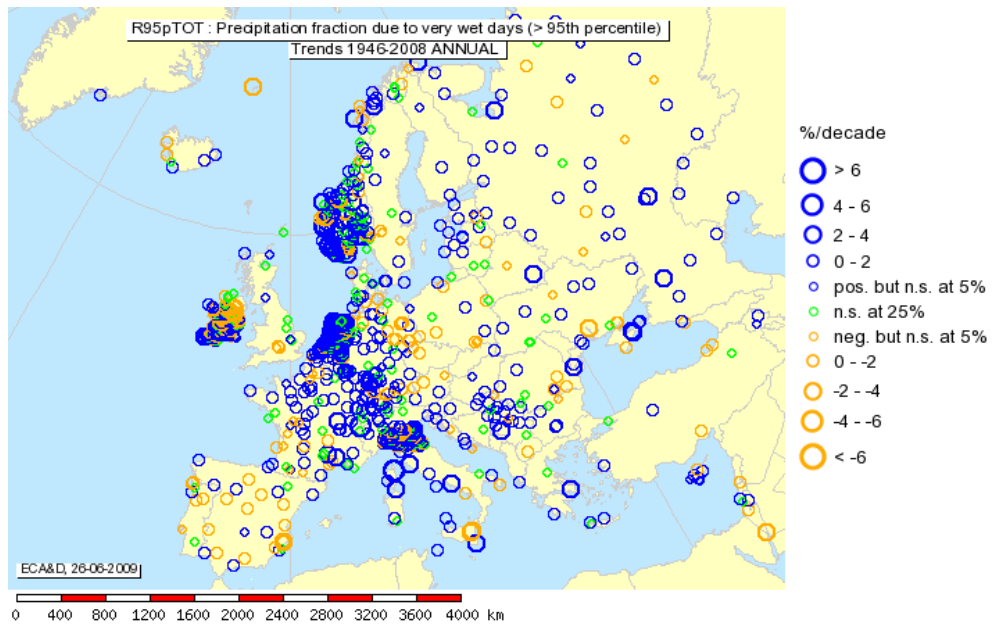 R95pTOT : Precipitation fraction due to very wet days (> 95th percentile)
Trends 1946-2008 ANNUAL
%/decade
> 6
4 - 6
2 - 4
0 - 2
pos. but n.s. at 5%
n.s. at 25%
neg. but n.s. at 5%
0 - -2
-2 - -4
-4 - -6
< -6
ECA&D, 26-06-2009
0 400 800 1200 1600 2000 2400 2800 3200 3600 4000 km